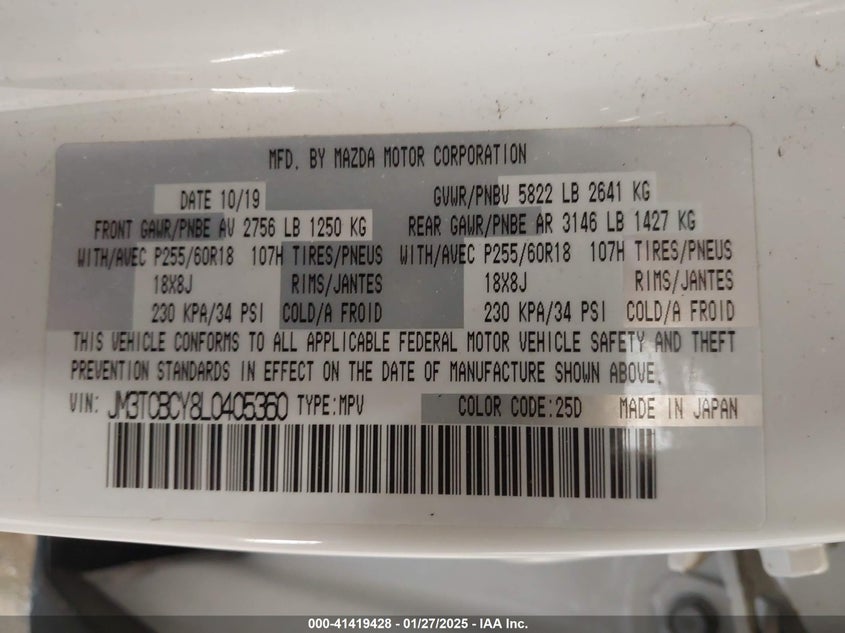 MFD. BY MAZDA MOTOR CORPORATION
DATE 10/19 GVWR/PNBV 5822 LB 2641 KG
FRONT GAWR/PNBE AV 2756 LB 1250 KG REAR GAWR/PNBE AR 3146 LB 1427 KG
WITH/AVEC P255/60R18 107H TIRES/PNEUS WITH/AVEC P255/60R18 107H TIRES/PNEUS
18X8J RIMS/JANTES 18X8J RIMS/JANTES
230 KPA/34 PSI COLD/A FROID 230 KPA/34 PSI COLD/A FROID
THIS VEHICLE CONFORMS TO ALL APPLICABLE FEDERAL MOTOR VEHICLE SAFETY AND THEFT
PREVENTION STANDARDS IN EFFECT ON THE DATE OF MANUFACTURE SHOWN ABOVE.
VIN: JM3TCBCY8L0405360 TYPE:MPV COLOR CODE:25D MADE IN JAPAN
000-41419428 - 01/27/2025 - IAA Inc.